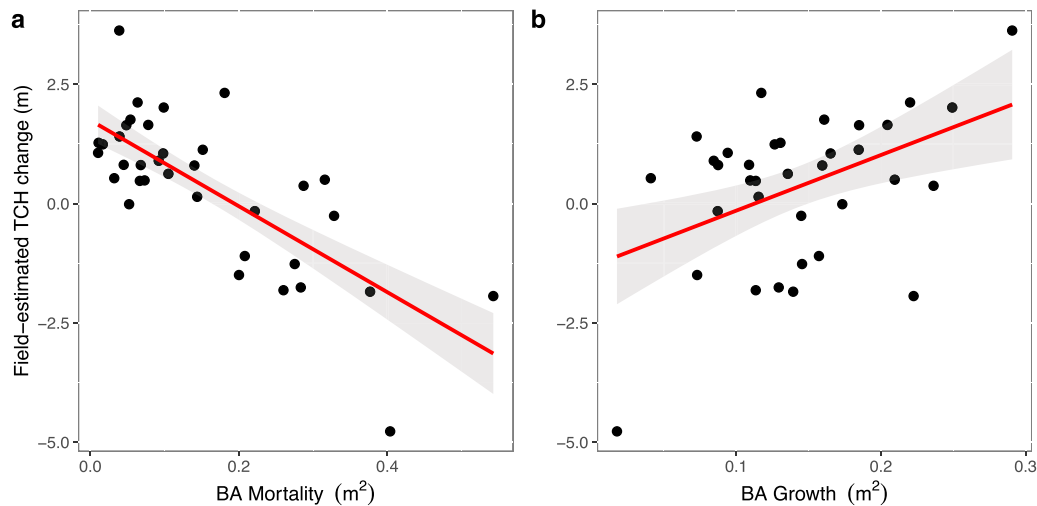 a
b
Field−estimated TCH change (m)
2.5
0.0
−2.5
−5.0
0.0
0.2
0.4
BA Mortality (m²)
2.5
0.0
−2.5
−5.0
0.1
0.2
0.3
BA Growth (m²)